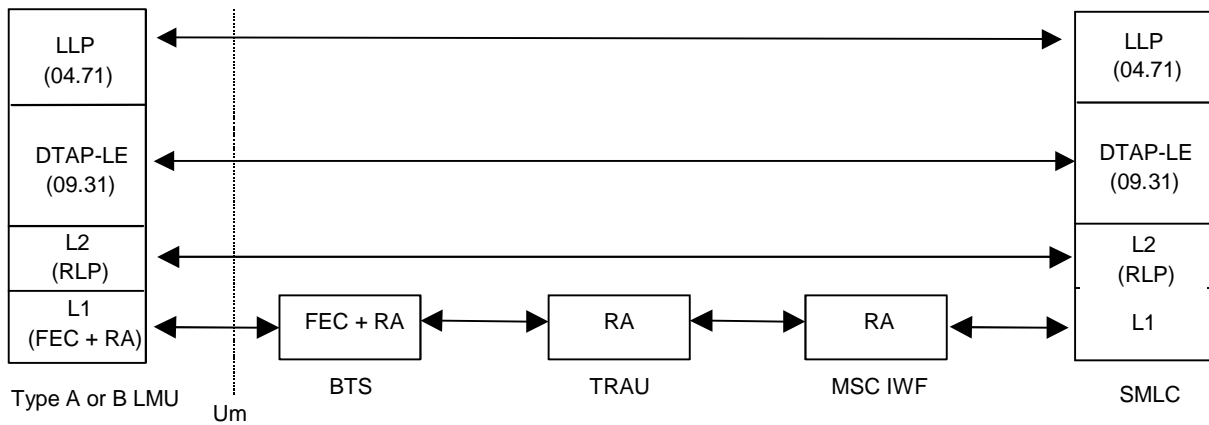 LLP
(04.71)
DTAP-LE
(09.31)
L2
(RLP)
L1
(FEC + RA)
Type A or B LMU
Um
FEC + RA
BTS
RA
TRAU
RA
MSC IWF
LLP
(04.71)
DTAP-LE
(09.31)
L2
(RLP)
L1
SMLC